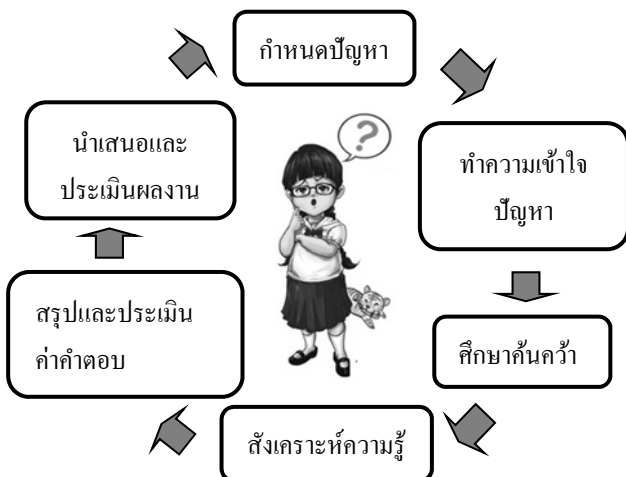 กำหนดปัญหา
ทำความเข้าใจ
ปัญหา
ศึกษาค้นคว้า
สังเคราะห์ความรู้
สรุปและประเมิน
ค่าคำตอบ
นำเสนอและ
ประเมินผลงาน
?